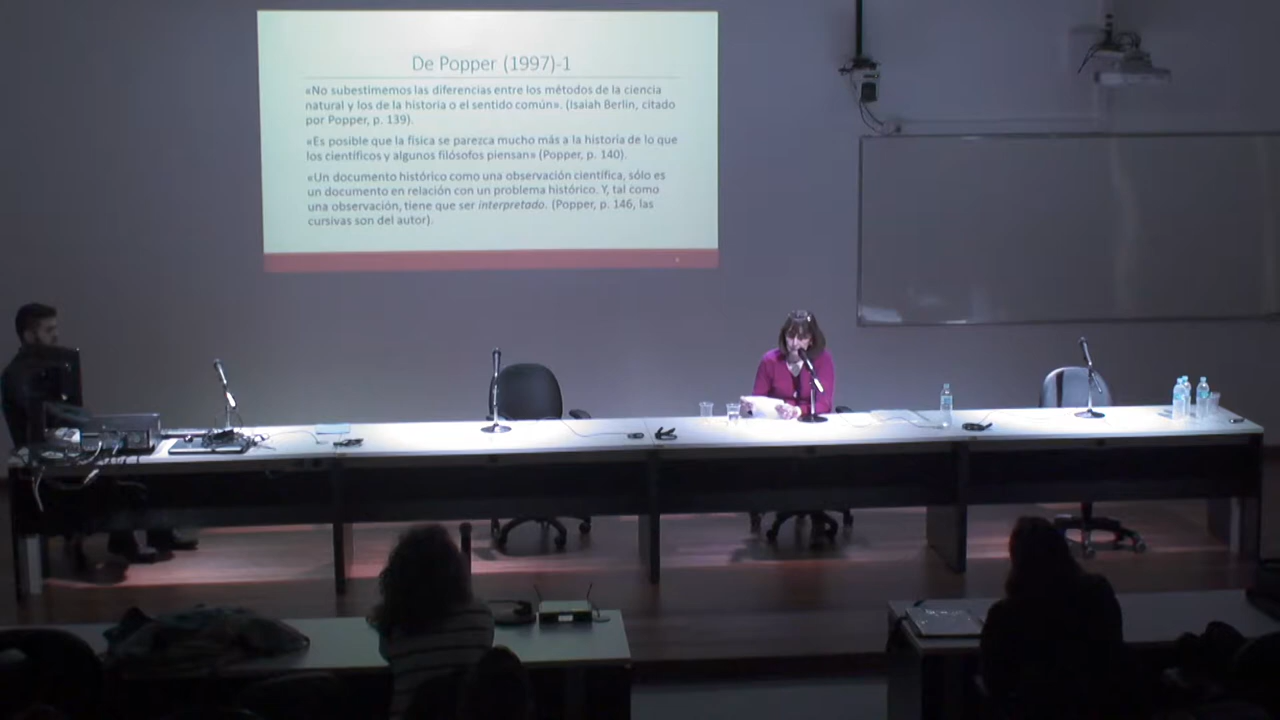 De Popper (1997)-1
«No subestimemos las diferencias entre los métodos de la ciencia
natural y los de la historia o el sentido común». (Isaiah Berlin, citado
por Popper, p. 139).
«Es posible que la física se parezca mucho más a la historia de lo que
los científicos y algunos filósofos piensan» (Popper, p. 140).
«Un documento histórico como una observación científica, sólo es
un documento en relación con un problema histórico. Y, tal como
una observación, tiene que ser interpretado. (Popper, p. 146, las
cursivas son del autor).